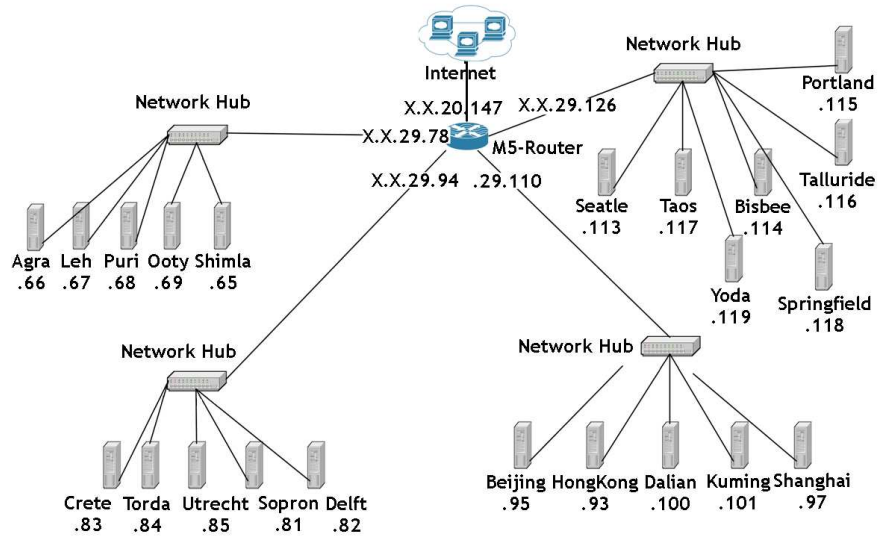 Internet
Network Hub
Portland
.115
Network Hub
X.X.20.147
X.X.29.126
X.X.29.78
M5-Router
Talluride
.116
X.X.29.94
.29.110
Seatle
.113
Taos
.117
Bisbee
.114
Agra
.66
Leh
.67
Puri
.68
Ooty
.69
Shimla
.65
Yoda
.119
Springfield
.118
Network Hub
Network Hub
Crete
.83
Torda
.84
Utrecht
.85
Sopron
.81
Delft
.82
Beijing
.95
HongKong
.93
Dalian
.100
Kuming
.101
Shanghai
.97